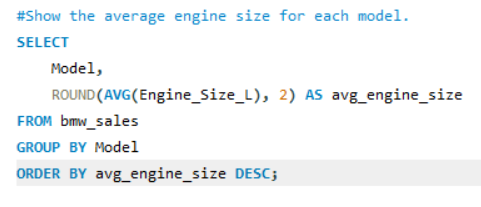 #Show the average engine size for each model.
SELECT
    Model,
    ROUND(AVG(Engine_Size_L), 2) AS avg_engine_size
FROM bmw_sales
GROUP BY Model
ORDER BY avg_engine_size DESC;